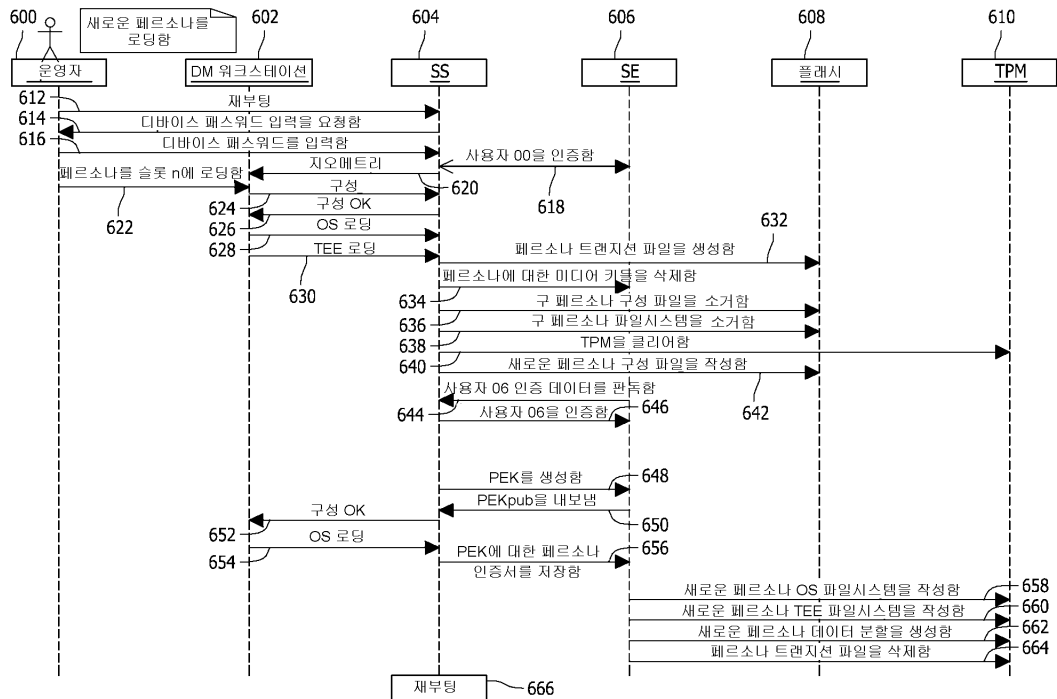 600
새로운 페르소나를
로딩함
602
604
606
608
610
운영자
DM 워크스테이션
SS
SE
플래시
TPM
612
재부팅
614
디바이스 패스워드 입력을 요청함
616
디바이스 패스워드를 입력함
지오메트리
사용자 00을 인증함
페르소나를 슬롯 n에 로딩함
620
618
구성
622
624
구성 OK
626
OS 로딩
628
632
TEE 로딩
페르소나 트랜지션 파일을 생성함
630
페르소나에 대한 미디어 키들을 삭제함
634
구 페르소나 구성 파일을 소거함
636
구 페르소나 파일시스템을 소거함
638
TPM을 클리어함
640
새로운 페르소나 구성 파일을 작성함
642
사용자 06 인증 데이터를 판독함
644
사용자 06을 인증함
646
PEK를 생성함
648
PEKpub을 내보냄
650
구성 OK
652
OS 로딩
654
PEK에 대한 페르소나
인증서를 저장함
656
새로운 페르소나 OS 파일시스템을 작성함
658
새로운 페르소나 TEE 파일시스템을 작성함
660
새로운 페르소나 데이터 분할을 생성함
662
페르소나 트랜지션 파일을 삭제함
664
재부팅
666